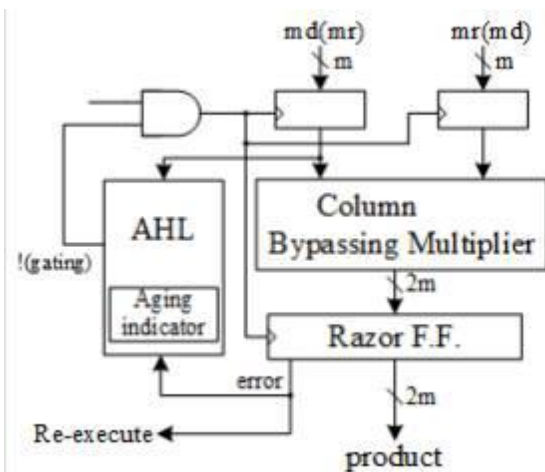 md(mr)
mr(md)
m
m
AHL
Column
Bypassing Multiplier
!(gating)
Aging
indicator
2m
Razor F.F.
error
2m
Re-execute
product